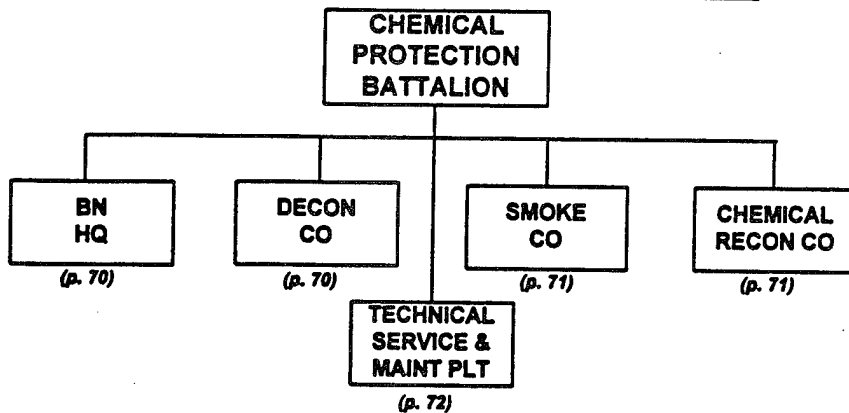 CHEMICAL
PROTECTION
BATTALION
BN
HQ
(p. 70)
DECON
CO
(p. 70)
SMOKE
CO
(p. 71)
CHEMICAL
RECON CO
(p. 71)
TECHNICAL
SERVICE &
MAINT PLT
(p. 72)